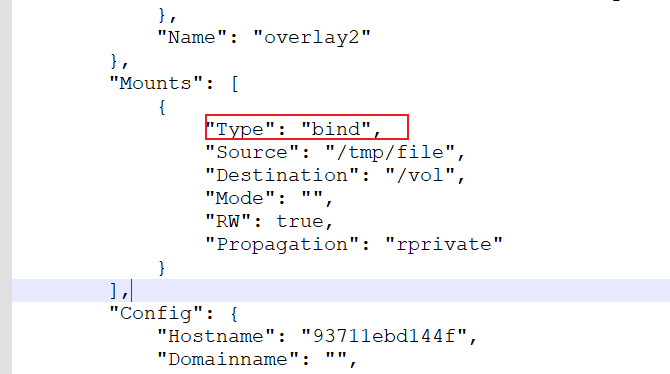 },
"Name": "overlay2"
},
"Mounts": [
{
"Type": "bind",
"Source": "/tmp/file",
"Destination": "/vol",
"Mode": "",
"RW": true,
"Propagation": "rprivate"
}
],
"Config": {
"Hostname": "93711ebd144f",
"Domainname": "",